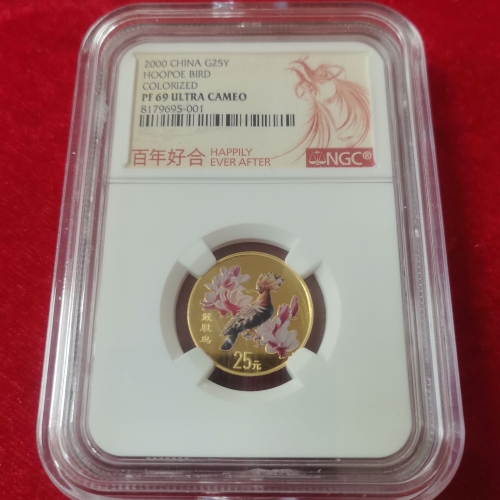 2000 CHINA G25Y
HOOPOE BIRD
COLORIZED
PF 69 ULTRA CAMEO
8179695-001
百年好合 HAPPILY
EVER AFTER
NGC®
戴胜鸟
25元